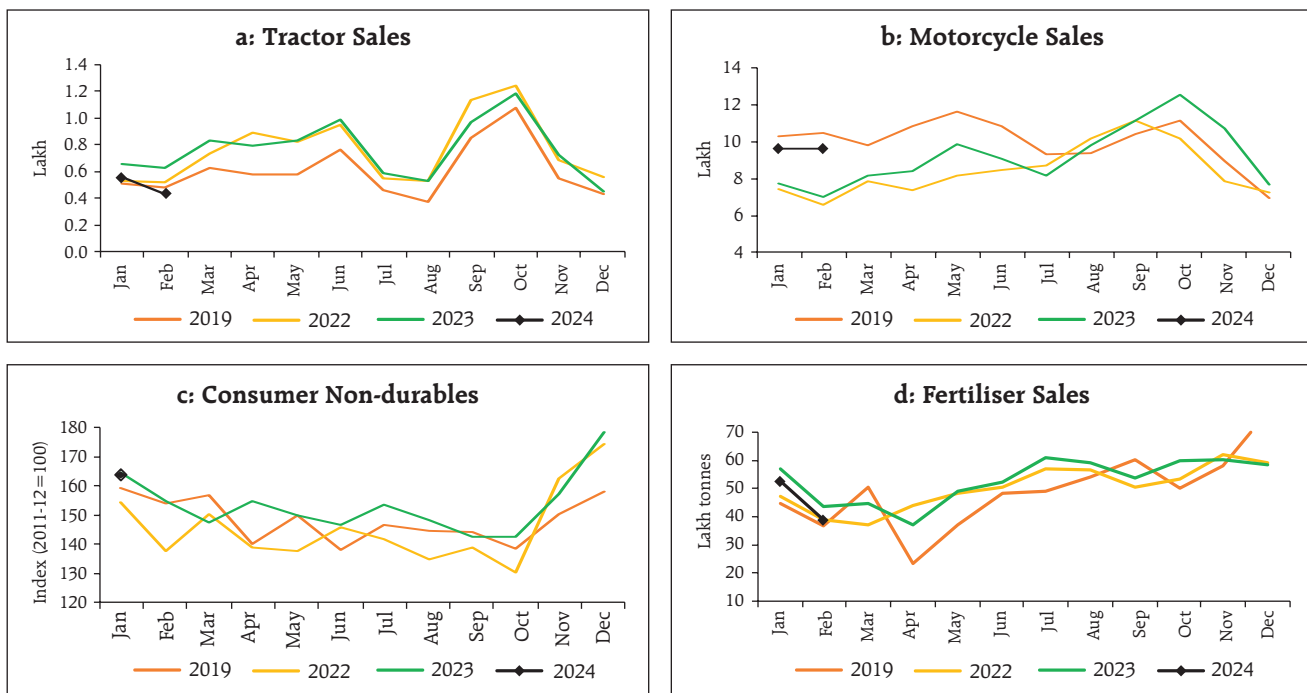 a: Tractor Sales
Lakh
1.4
1.2
1.0
0.8
0.6
0.4
0.2
0.0
Jan Feb Mar Apr May Jun Jul Aug Sep Oct Nov Dec
2019 2022 2023 2024
b: Motorcycle Sales
Lakh
14
12
10
8
6
4
Jan Feb Mar Apr May Jun Jul Aug Sep Oct Nov Dec
2019 2022 2023 2024
c: Consumer Non-durables
Index (2011-12=100)
180
170
160
150
140
130
120
Jan Feb Mar Apr May Jun Jul Aug Sep Oct Nov Dec
2019 2022 2023 2024
d: Fertiliser Sales
Lakh tonnes
70
60
50
40
30
20
10
Jan Feb Mar Apr May Jun Jul Aug Sep Oct Nov Dec
2019 2022 2023 2024